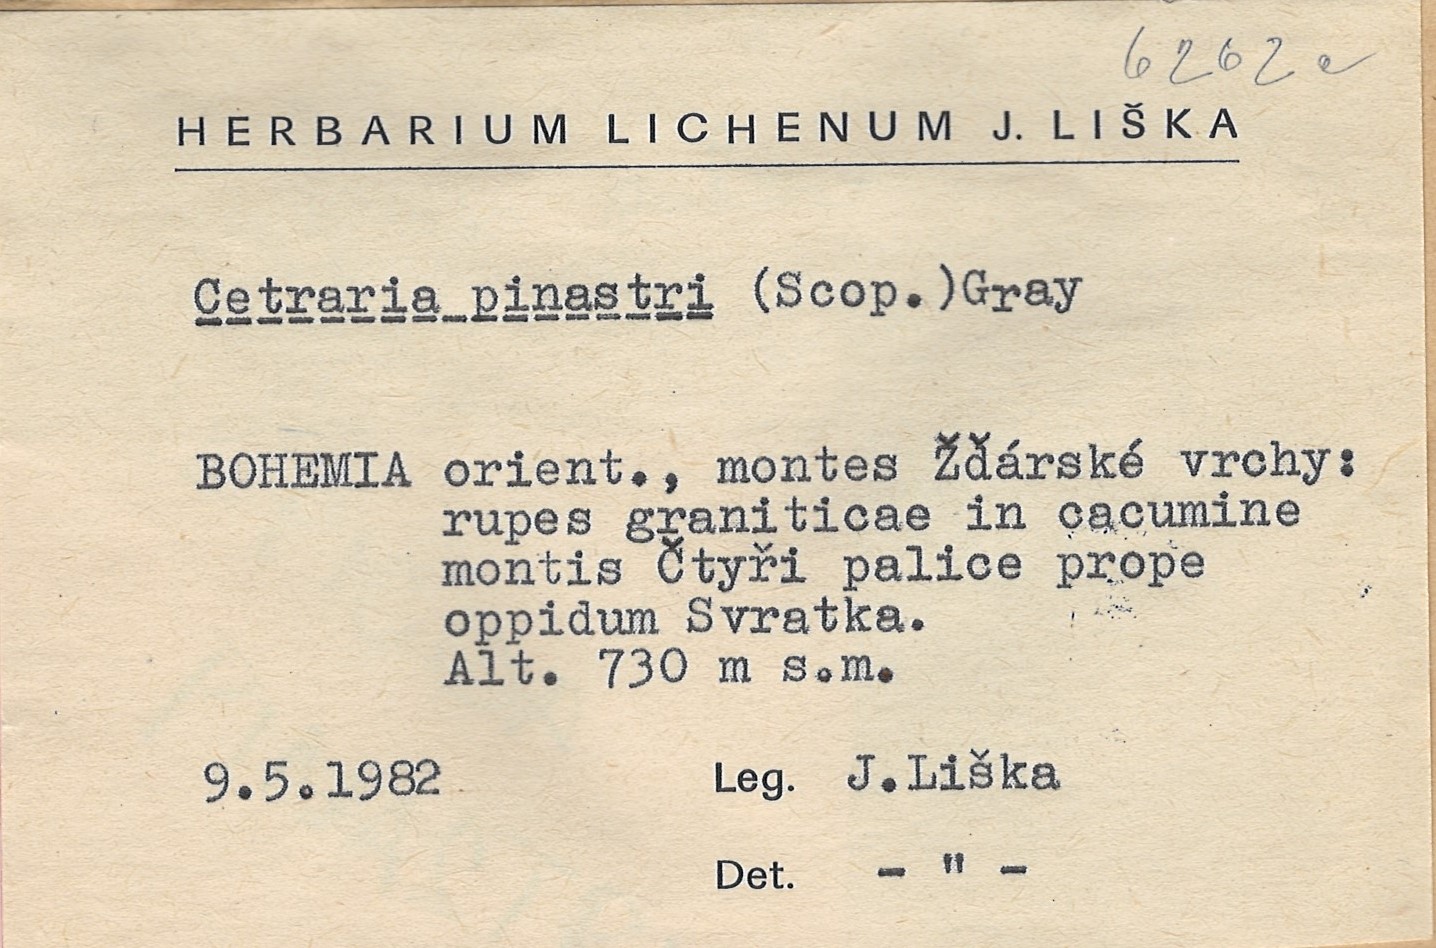 6262a
HERBARIUM LICHENUM J. LIŠKA
Cetraria pinastri (Scop.)Gray
BOHEMIA orient., montes Žďárské vrchy:
rupes graniticae in cacumine
montis Čtyři palice prope
oppidum Svratka.
Alt. 730 m s.m.
9.5.1982 Leg. J.Liška
Det. - " -